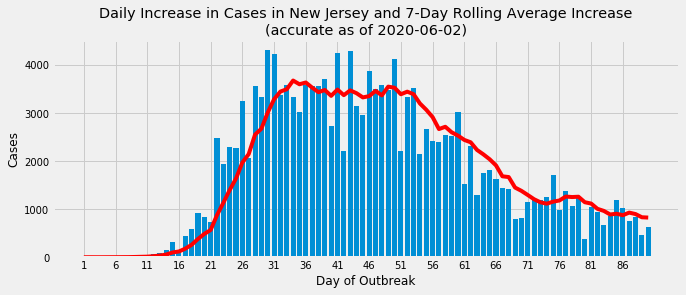 Daily Increase in Cases in New Jersey and 7-Day Rolling Average Increase
(accurate as of 2020-06-02)
4000
3000
2000
1000
0
Cases
1 6 11 16 21 26 31 36 41 46 51 56 61 66 71 76 81 86
Day of Outbreak